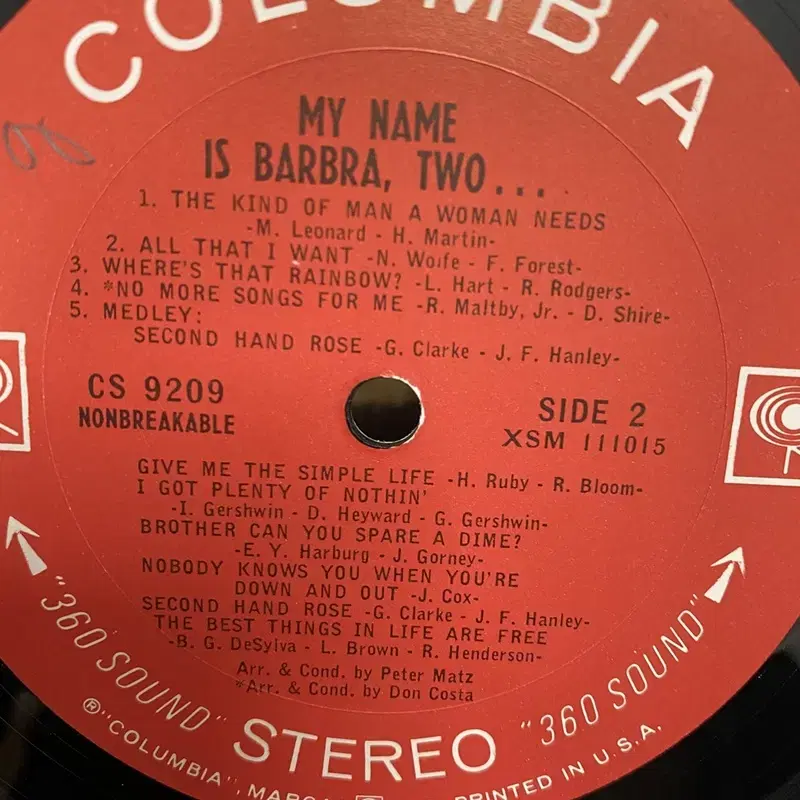 COLUMBIA
MY NAME
IS BARBRA, TWO....
1. THE KIND OF MAN A WOMAN NEEDS
-M. Leonard - H. Martin-
2. ALL THAT I WANT -N. Wolfe - F. Forest-
3. WHERE'S THAT RAINBOW? -L. Hart - R. Rodgers-
4. *NO MORE SONGS FOR ME -R. Maltby, Jr. - D. Shire-
5. MEDLEY:
SECOND HAND ROSE -G. Clarke - J. F. Hanley-
CS 9209
NONBREAKABLE
SIDE 2
XSM 111015
GIVE ME THE SIMPLE LIFE -H. Ruby - R. Bloom-
I GOT PLENTY OF NOTHIN'
-I. Gershwin - D. Heyward - G. Gershwin-
BROTHER CAN YOU SPARE A DIME?
-E. Y. Harburg - J. Gorney-
NOBODY KNOWS YOU WHEN YOU'RE
DOWN AND OUT -J. Cox-
SECOND HAND ROSE -G. Clarke - J. F. Hanley-
THE BEST THINGS IN LIFE ARE FREE
-B. G. DeSylva - L. Brown - R. Henderson-
Arr. & Cond. by Peter Matz
*Arr. & Cond. by Don Costa
"360 SOUND" STEREO "360 SOUND"
®"COLUMBIA", PRINTED IN U.S.A.